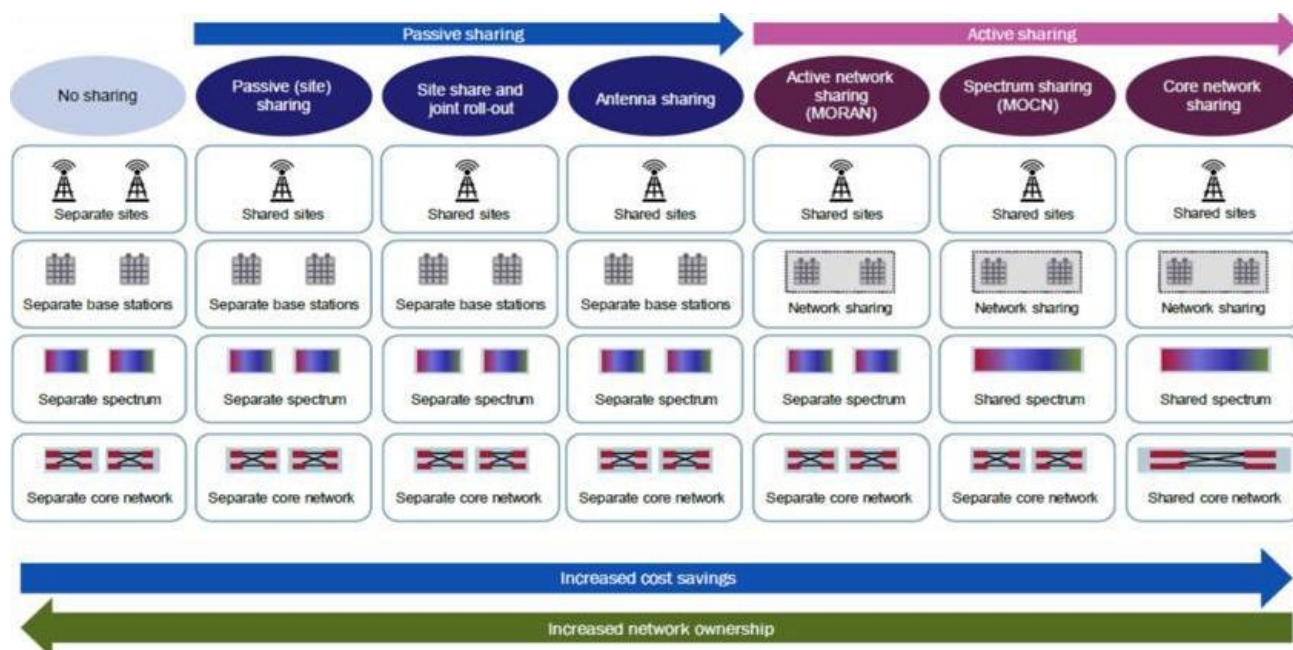 Passive sharing
Active sharing
No sharing
Passive (site)
sharing
Site share and
joint roll-out
Antenna sharing
Active network
sharing
(MORAN)
Spectrum sharing
(MOCN)
Core network
sharing
Separate sites
Shared sites
Shared sites
Shared sites
Shared sites
Shared sites
Shared sites
Separate base stations
Separate base stations
Separate base stations
Separate base stations
Network sharing
Network sharing
Network sharing
Separate spectrum
Separate spectrum
Separate spectrum
Separate spectrum
Separate spectrum
Shared spectrum
Shared spectrum
Separate core network
Separate core network
Separate core network
Separate core network
Separate core network
Separate core network
Shared core network
Increased cost savings
Increased network ownership